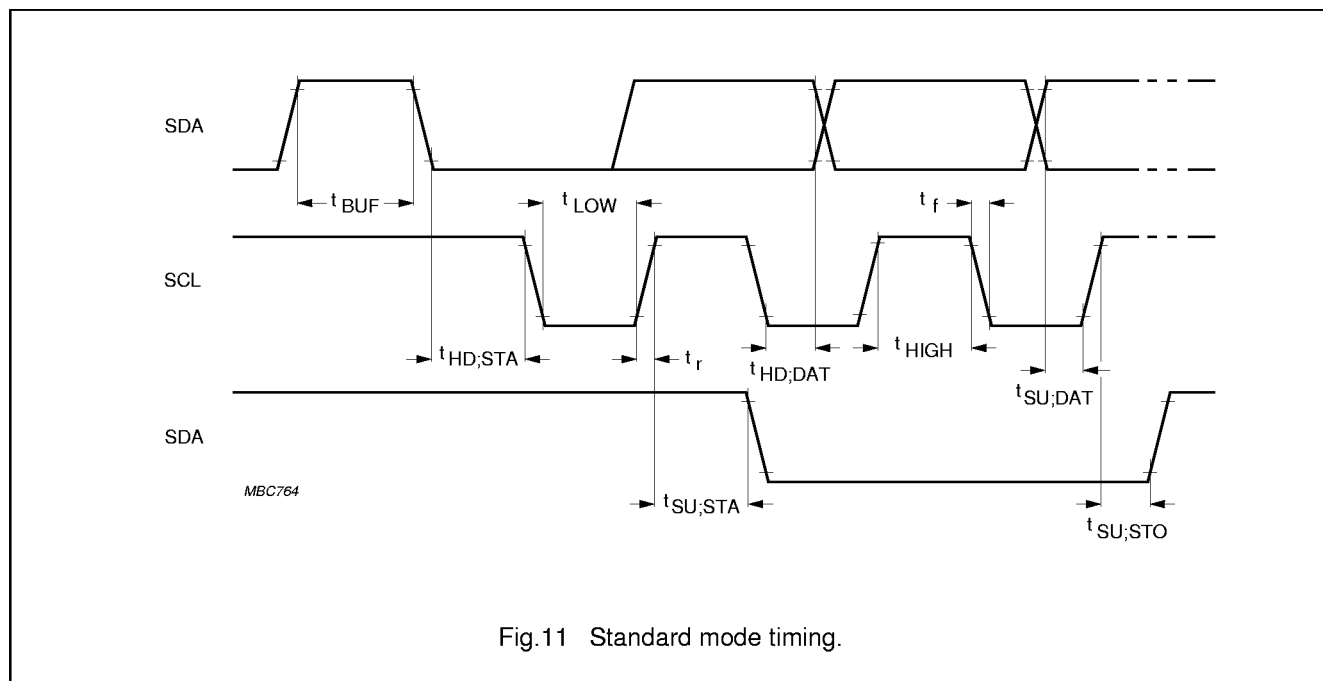 SDA
t BUF
t LOW
t f
SCL
t HD;STA
t r
t HD;DAT
t HIGH
t SU;DAT
SDA
MBC764
t SU;STA
t SU;STO
Fig.11 Standard mode timing.